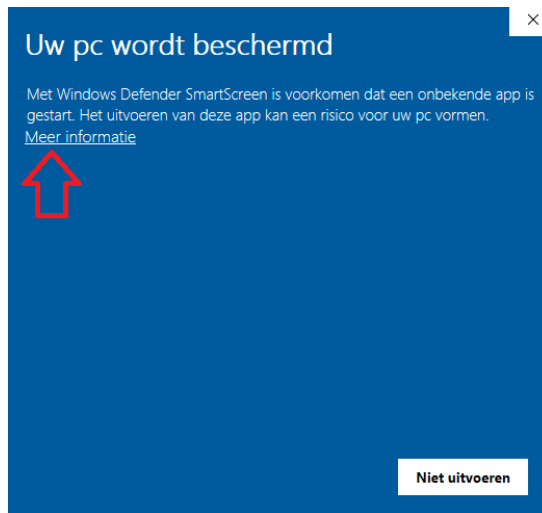 Uw pc wordt beschermd
Met Windows Defender SmartScreen is voorkomen dat een onbekende app is
gestart. Het uitvoeren van deze app kan een risico voor uw pc vormen.
Meer informatie
Niet uitvoeren